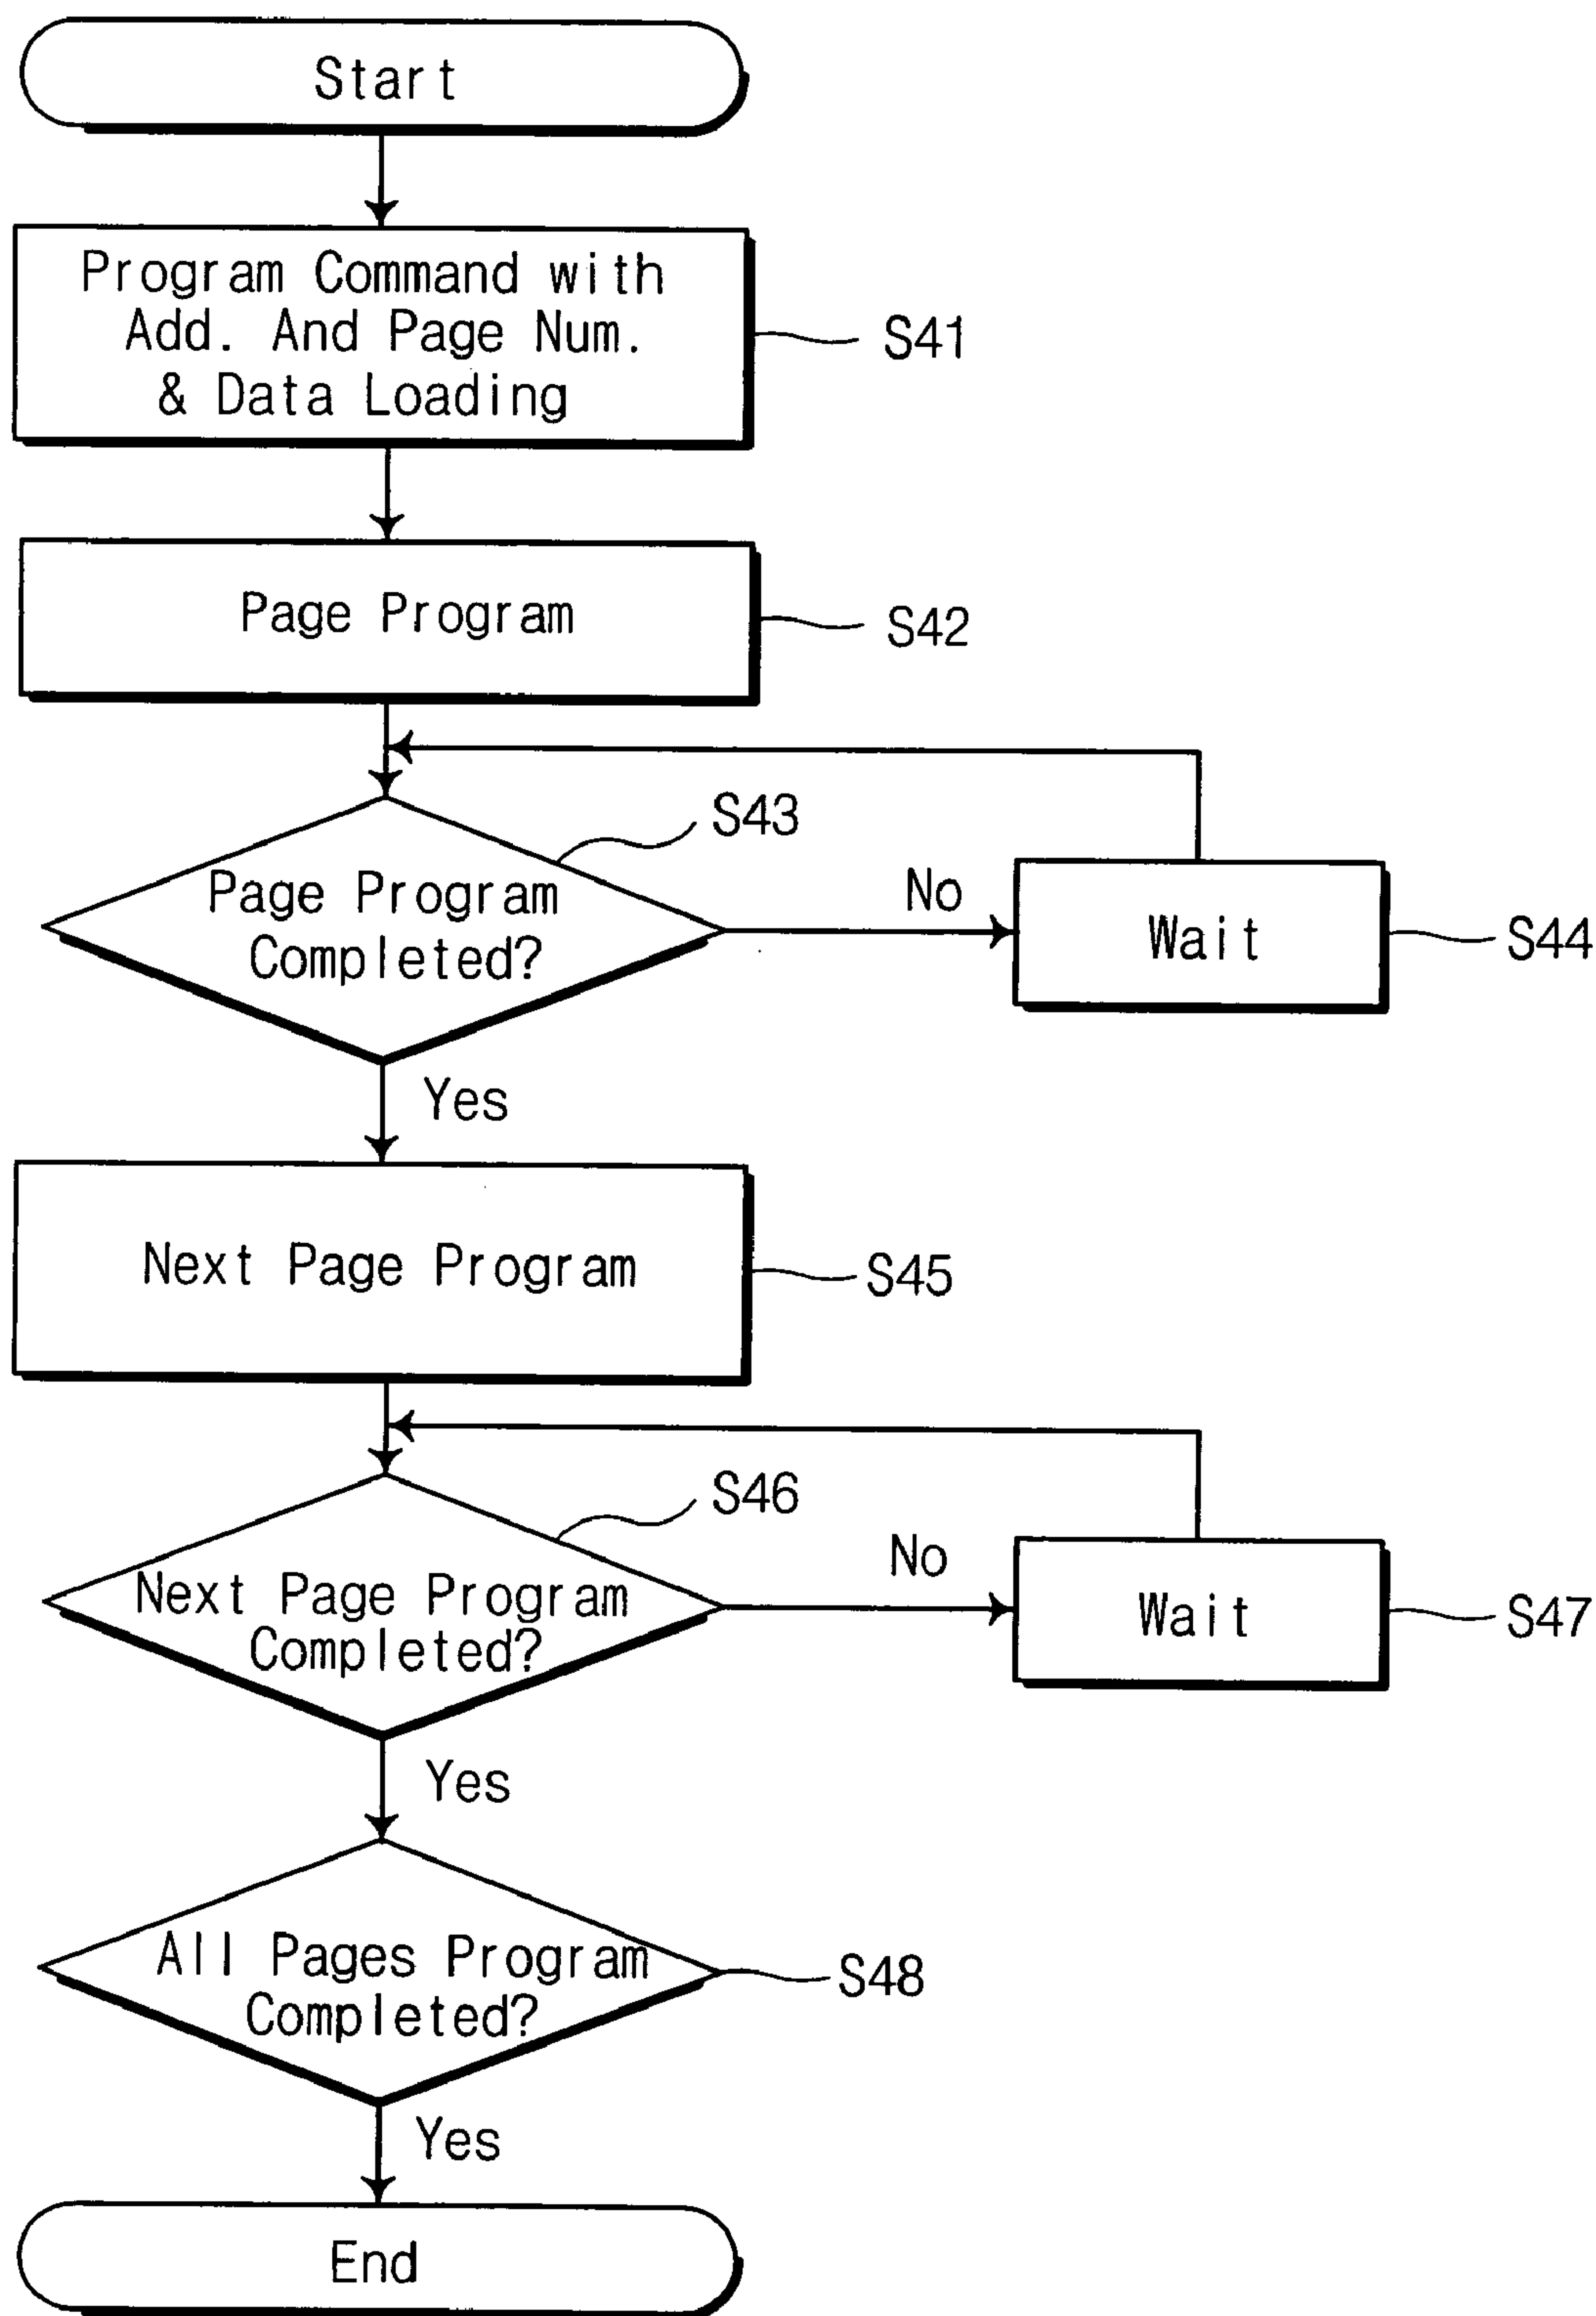 Start
Program Command with
Add. And Page Num.
& Data Loading
S41
Page Program
S42
S43
Page Program
Completed?
No
Wait
S44
Yes
Next Page Program
S45
S46
Next Page Program
Completed?
No
Wait
S47
Yes
All Pages Program
Completed?
S48
Yes
End